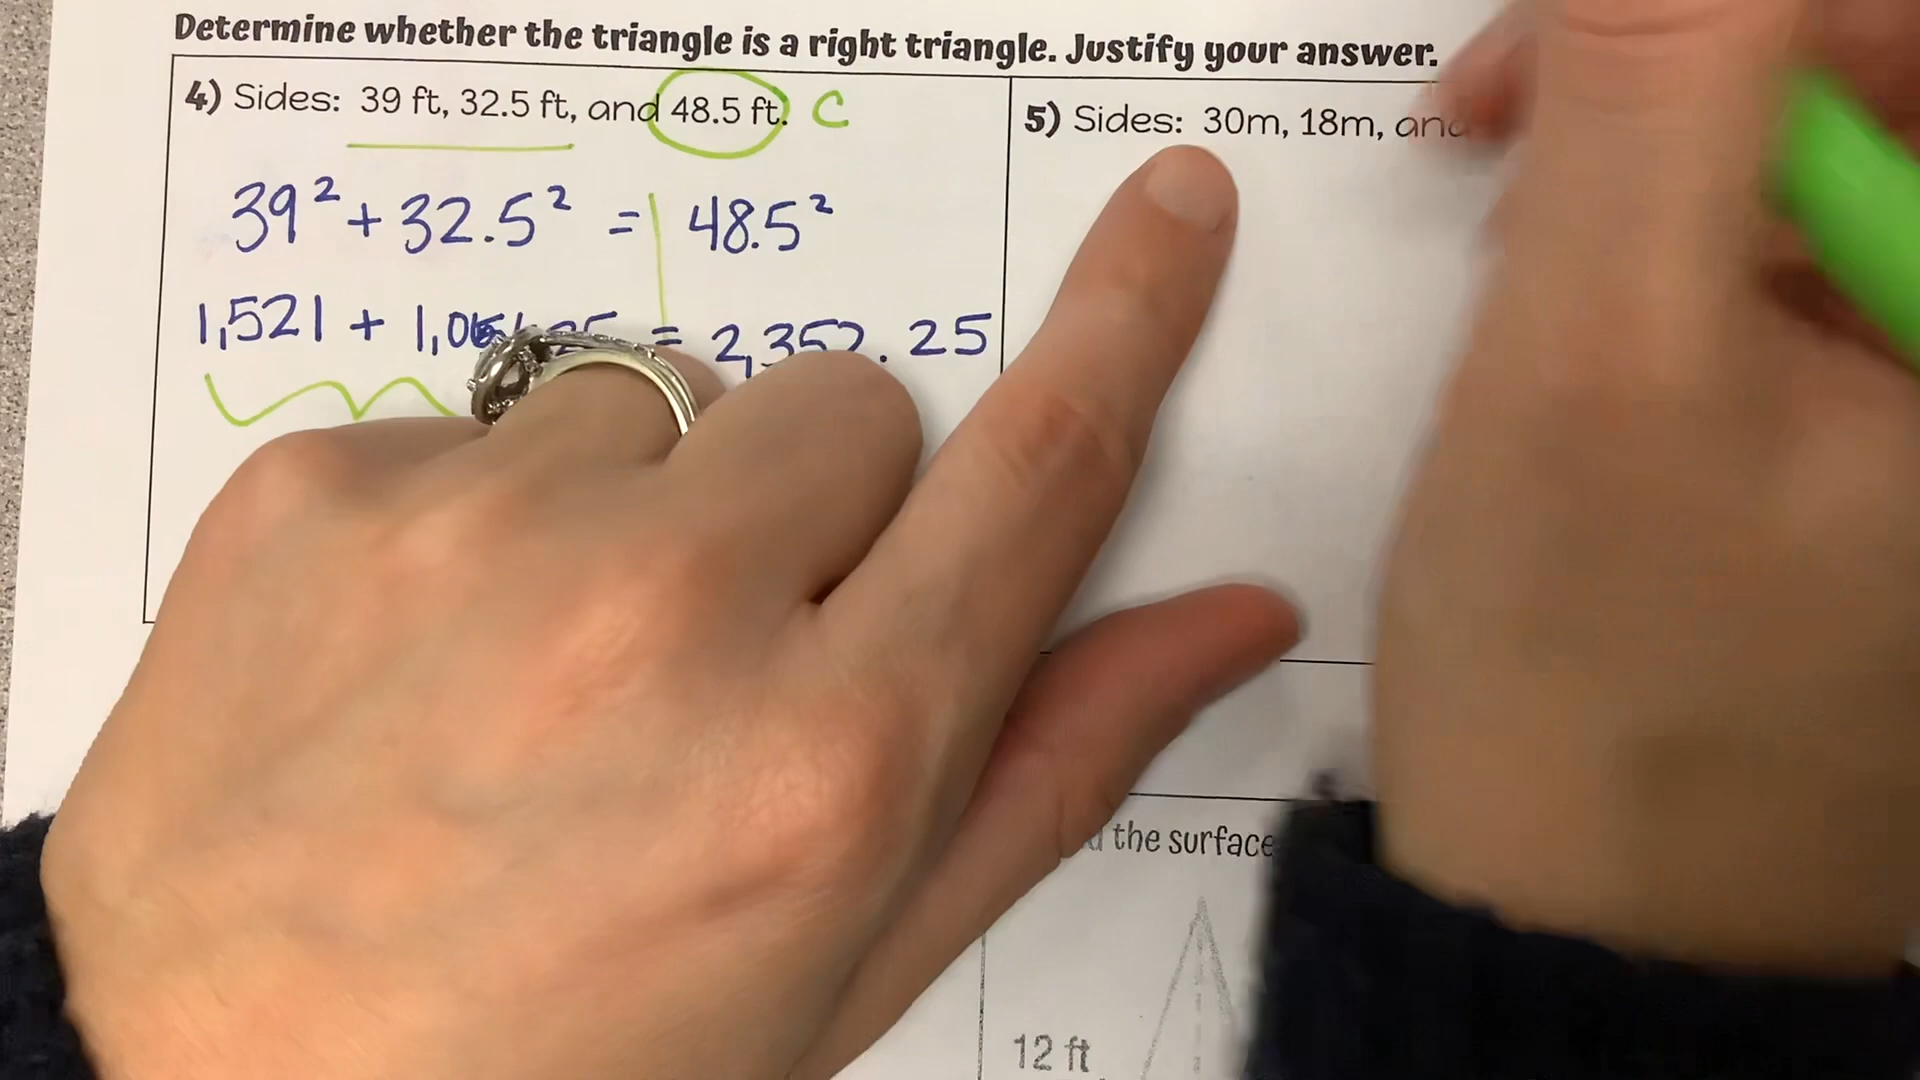 Determine whether the triangle is a right triangle. Justify your answer.
4) Sides: 39 ft, 32.5 ft, and 48.5 ft. C
39² + 32.5² = 48.5²
1,521 + = 2,352.25
5) Sides: 30m, 18m, and
the surface
12 ft